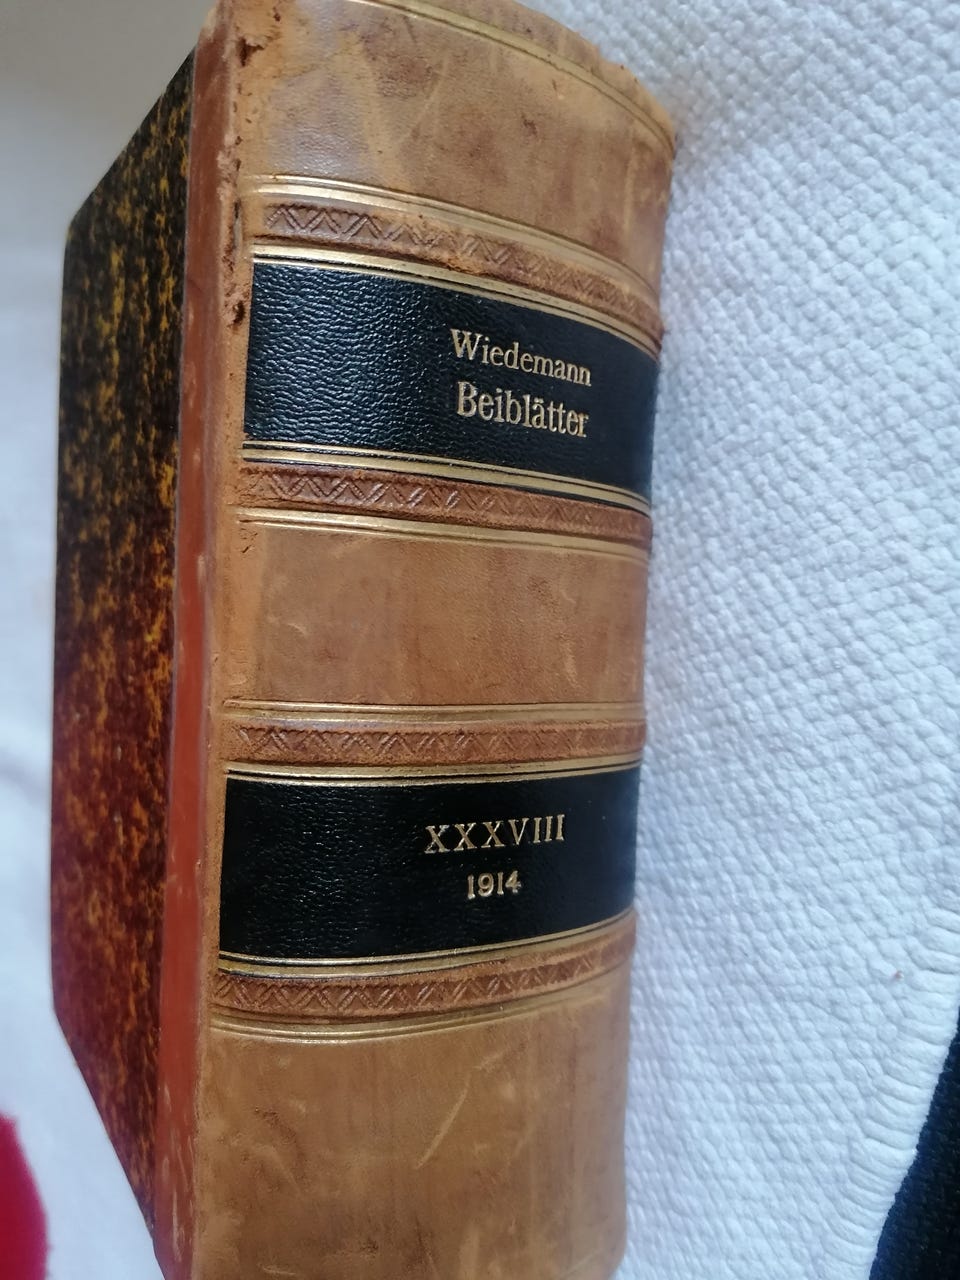 Wiedemann
Beiblätter
XXXVIII
1914